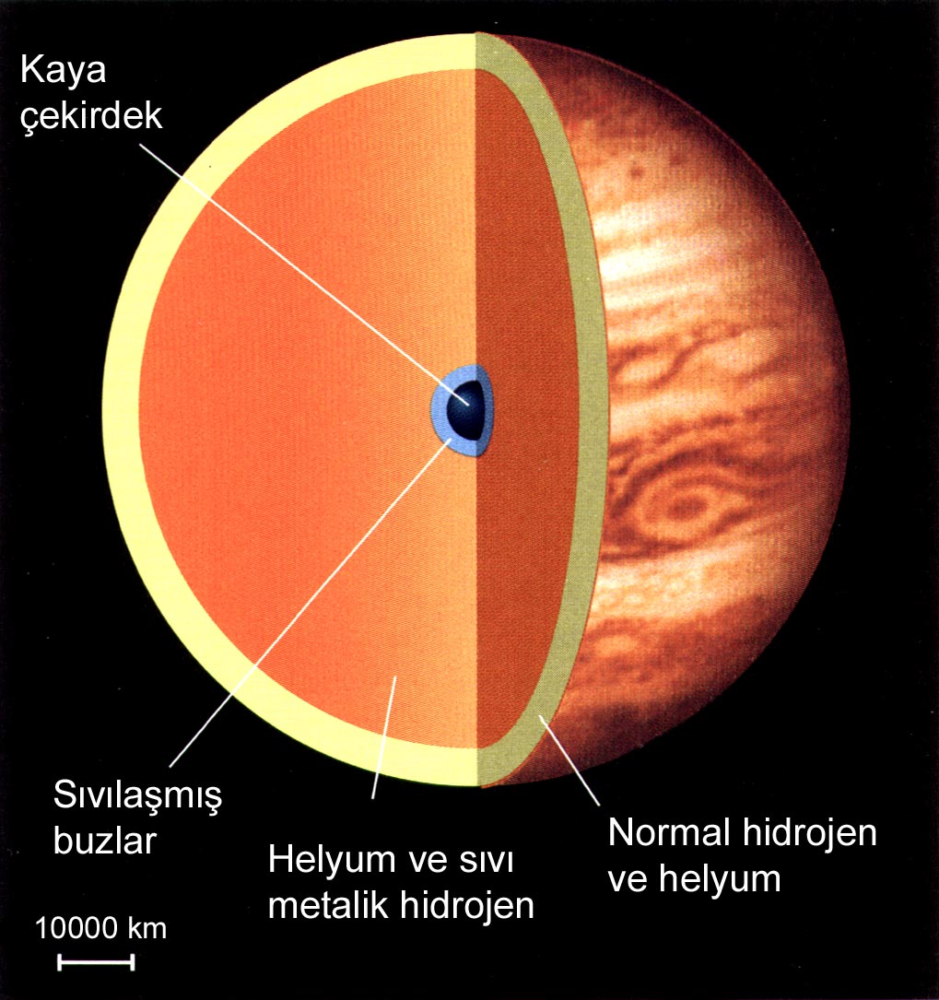 Kaya
çekirdek
Sıvılaşmış
buzlar
Helyum ve sıvı
metalik hidrojen
Normal hidrojen
ve helyum
10000 km